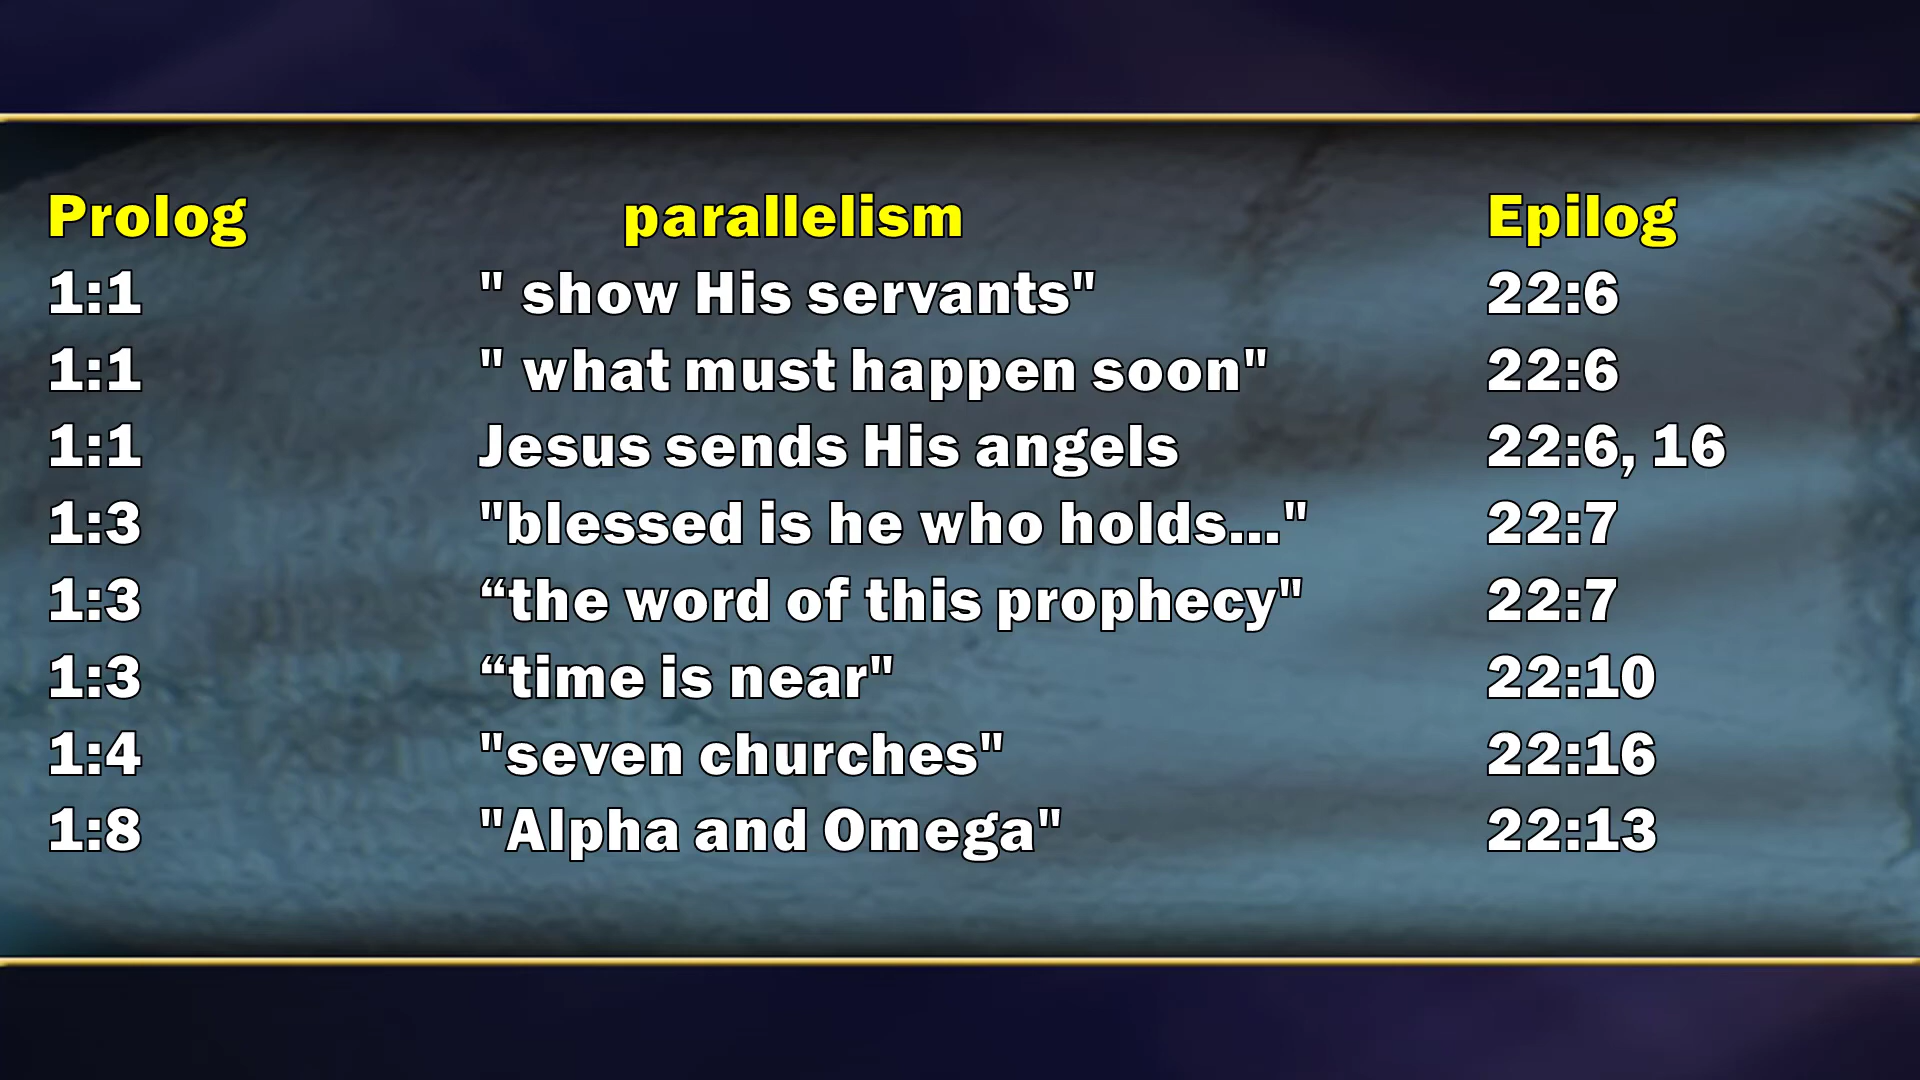 Prolog parallelism Epilog
1:1 " show His servants" 22:6
1:1 " what must happen soon" 22:6
1:1 Jesus sends His angels 22:6, 16
1:3 "blessed is he who holds..." 22:7
1:3 “the word of this prophecy" 22:7
1:3 “time is near" 22:10
1:4 "seven churches" 22:16
1:8 "Alpha and Omega" 22:13